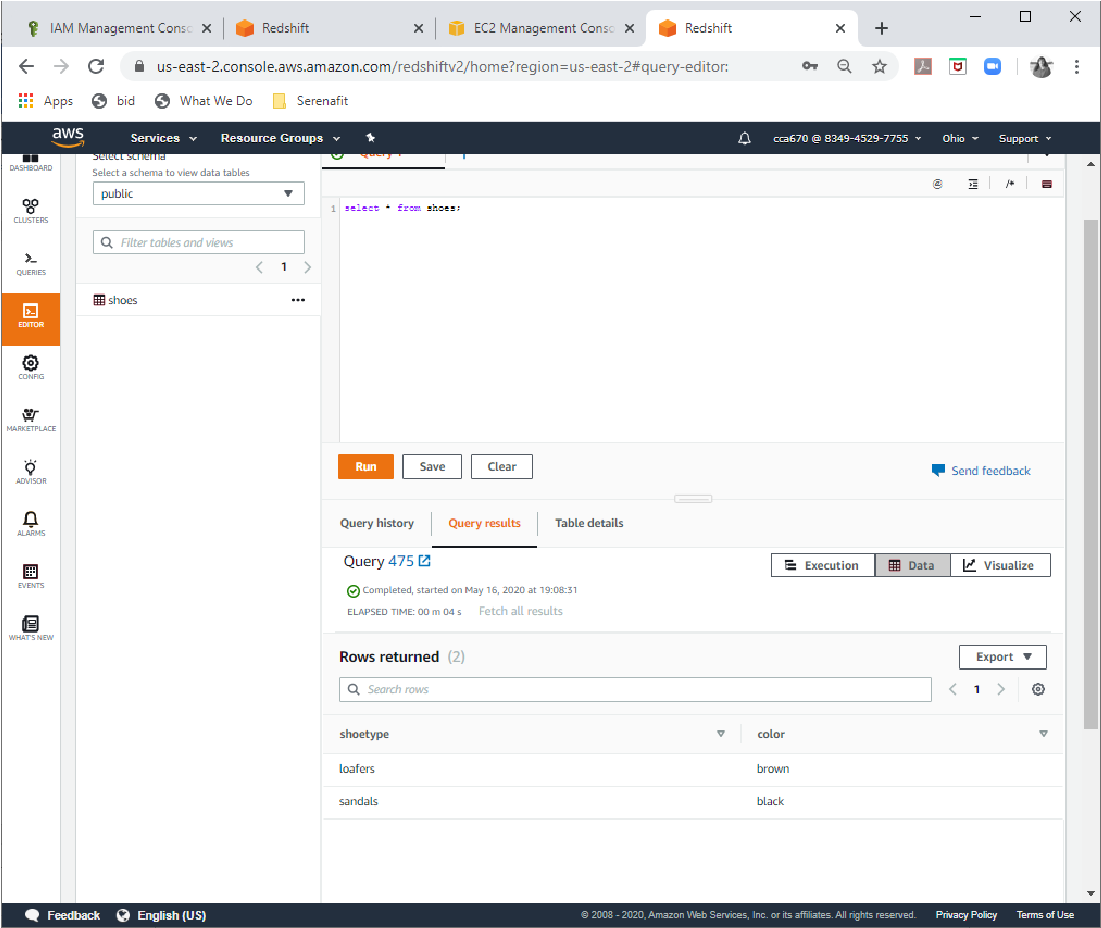 IAM Management Consc
Redshift
EC2 Management Consc
Redshift
us-east-2.console.aws.amazon.com/redshiftv2/home?region=us-east-2#query-editor:
Apps bid What We Do Serenafit
aws Services Resource Groups cca670 @ 8349-4529-7755 Ohio Support
DASHBOARD
CLUSTERS
QUERIES
EDITOR
CONFIG
MARKETPLACE
ADVISOR
ALARMS
EVENTS
WHAT'S NEW!
Select schema
Select a schema to view data tables
public
Filter tables and views
1
shoes
Query 1
1 select * from shoes;
Run Save Clear
Send feedback
Query history Query results Table details
Query 475
Execution Data Visualize
Completed, started on May 16, 2020 at 19:08:31
ELAPSED TIME: 00 m 04 s Fetch all results
Rows returned (2)
Export
Search rows
1
shoetype color
loafers brown
sandals black
Feedback English (US) © 2008 - 2020, Amazon Web Services, Inc. or its affiliates. All rights reserved. Privacy Policy Terms of Use